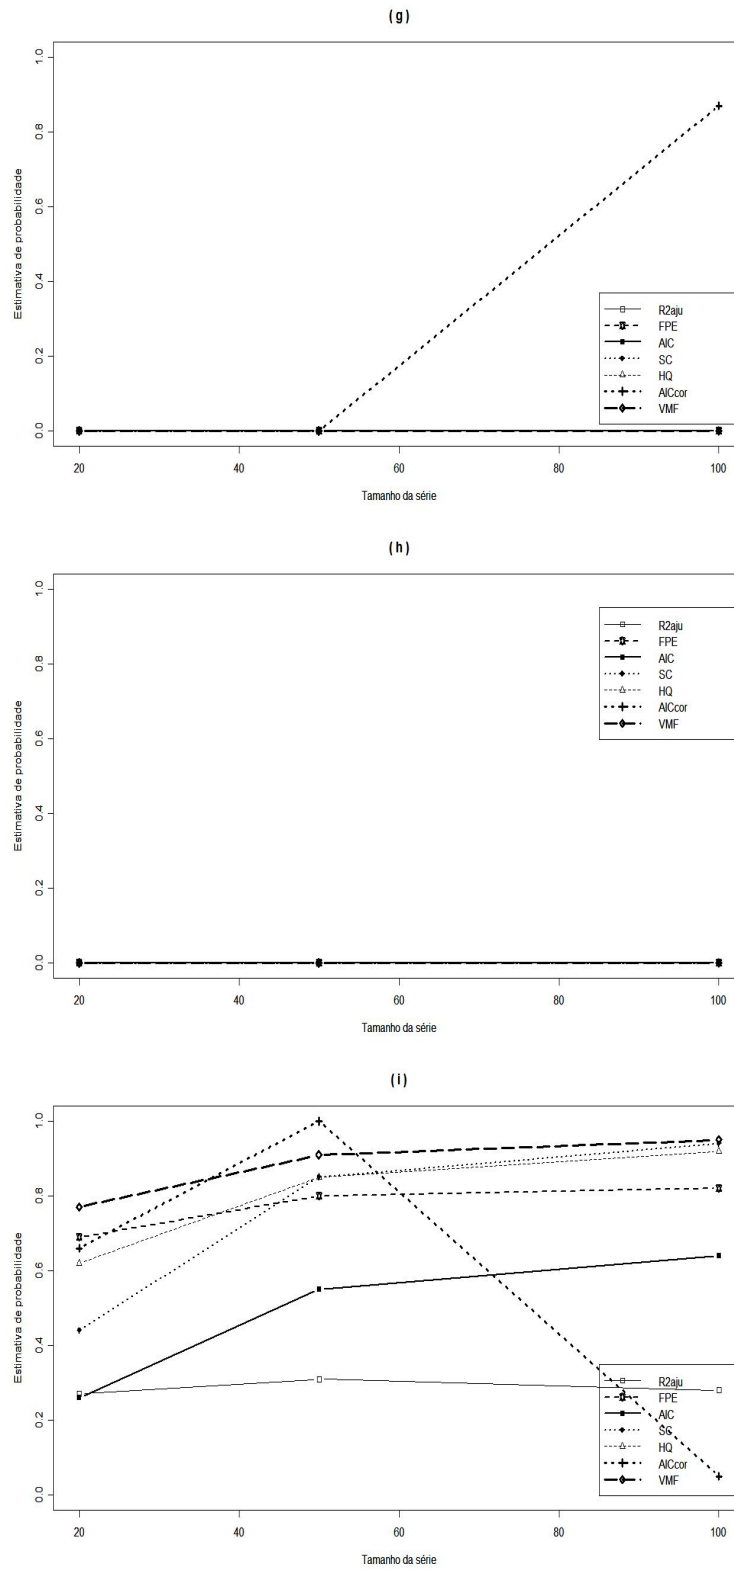 (g)
1.0
0.8
0.6
0.4
0.2
0.0
Estimativa de probabilidade
R2aju
FPE
AIC
SC
HQ
AICcor
VMF
20 40 60 80 100
Tamanho da série
(h)
1.0
0.8
0.6
0.4
0.2
0.0
Estimativa de probabilidade
R2aju
FPE
AIC
SC
HQ
AICcor
VMF
20 40 60 80 100
Tamanho da série
(i)
1.0
0.8
0.6
0.4
0.2
0.0
Estimativa de probabilidade
R2aju
FPE
AIC
SC
HQ
AICcor
VMF
20 40 60 80 100
Tamanho da série